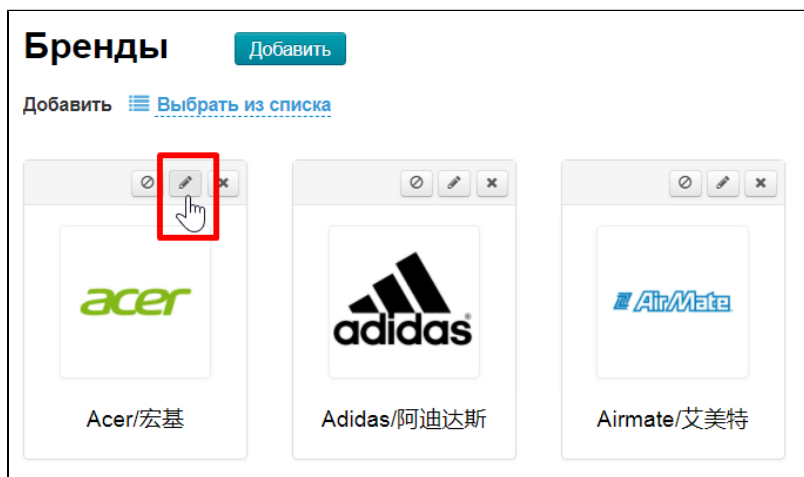 Бренды
Добавить
Добавить Выбрать из списка
acer
adidas®
AirMate
Acer/宏基
Adidas/阿迪达斯
Airmate/艾美特